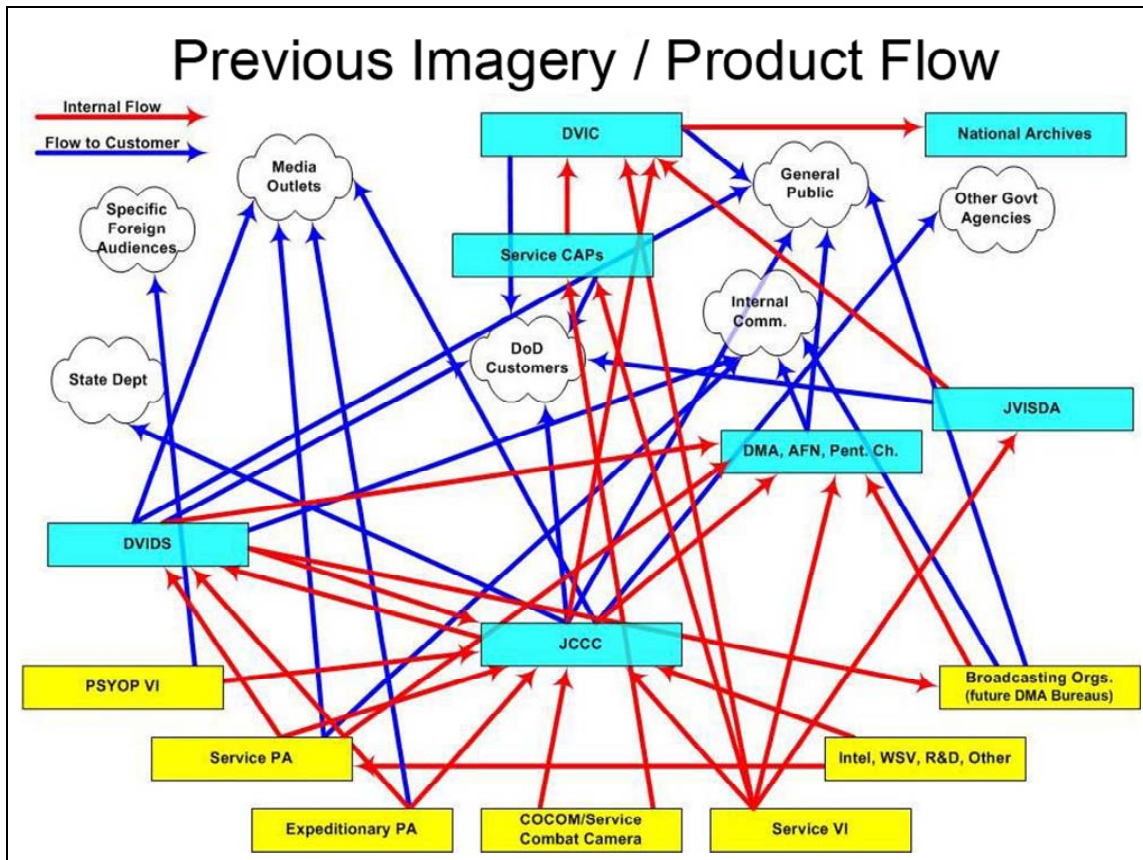 Previous Imagery / Product Flow
Internal Flow
Flow to Customer
DVIC
National Archives
Media
Outlets
General
Public
Specific
Foreign
Audiences
Other Govt
Agencies
Service CAPs
Internal
Comm.
DoD
Customers
State Dept
JVISDA
DMA, AFN, Pent. Ch.
DVIDS
JCCC
PSYOP VI
Broadcasting Orgs.
(future DMA Bureaus)
Service PA
Intel, WSV, R&D, Other
Expeditionary PA
COCOM/Service
Combat Camera
Service VI